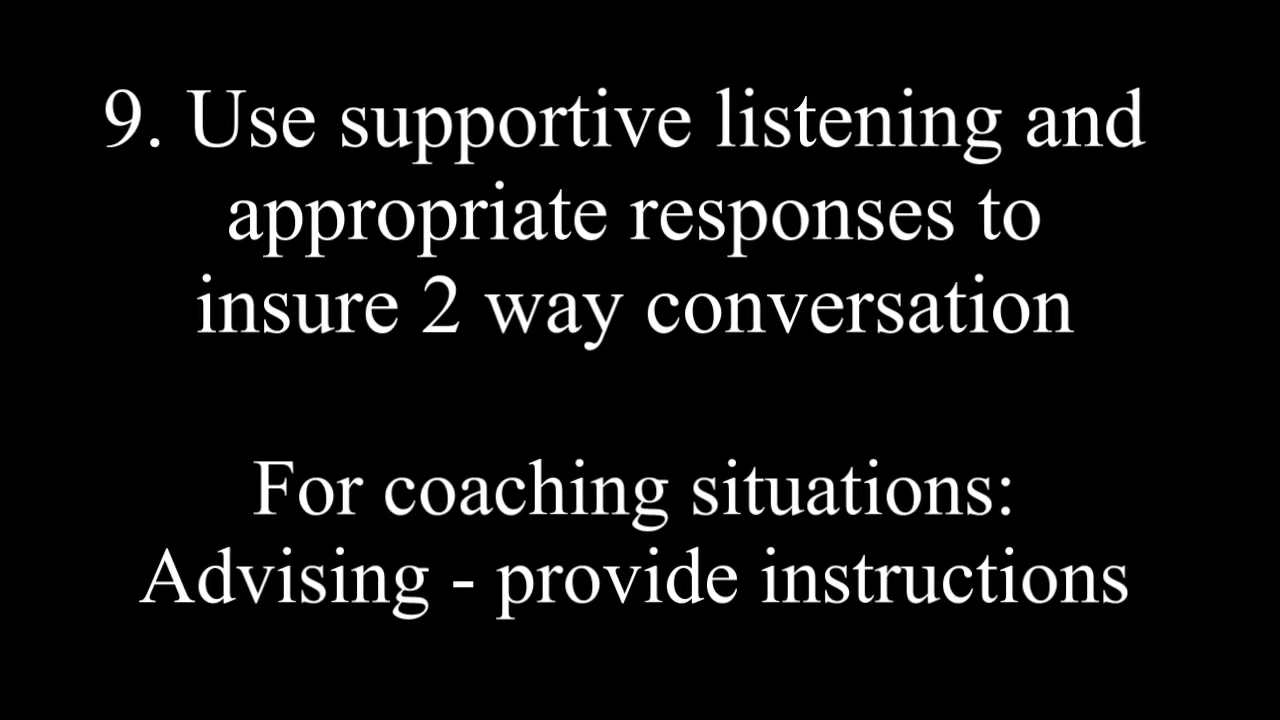 9. Use supportive listening and
appropriate responses to
insure 2 way conversation
For coaching situations:
Advising - provide instructions